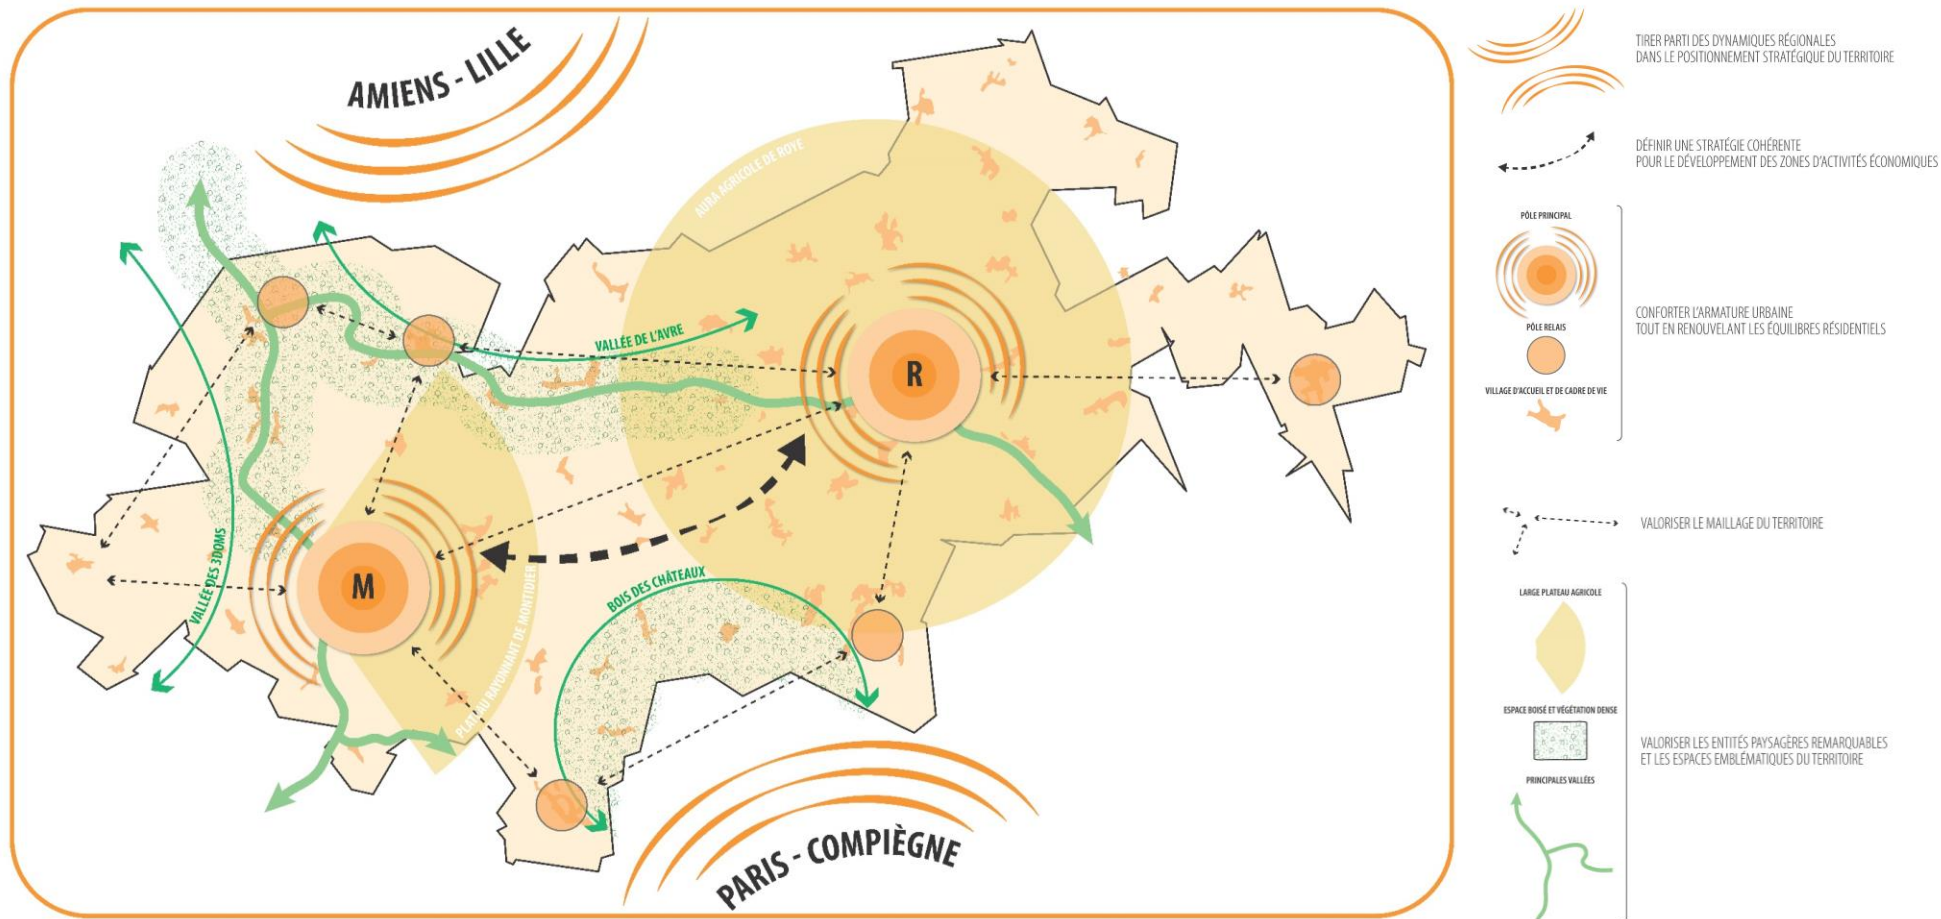 AMIENS - LILLE
AURA AGRICOLE DE ROYE
VALLÉE DE L'AVRE
R
M
VALLÉE DES 3DOMS
BOIS DES CHÂTEAUX
PLATEAU RAYONNANT DE MONTIDIER
PARIS - COMPIÈGNE
TIRER PARTI DES DYNAMIQUES RÉGIONALES
DANS LE POSITIONNEMENT STRATÉGIQUE DU TERRITOIRE
DÉFINIR UNE STRATÉGIE COHÉRENTE
POUR LE DÉVELOPPEMENT DES ZONES D'ACTIVITÉS ÉCONOMIQUES
PÔLE PRINCIPAL
PÔLE RELAIS
VILLAGE D'ACCUEIL ET DE CADRE DE VIE
CONFORTER L'ARMATURE URBAINE
TOUT EN RENOUVELANT LES ÉQUILIBRES RÉSIDENTIELS
VALORISER LE MAILLAGE DU TERRITOIRE
LARGE PLATEAU AGRICOLE
ESPACE BOISÉ ET VÉGÉTATION DENSE
PRINCIPALES VALLÉES
VALORISER LES ENTITÉS PAYSAGÈRES REMARQUABLES
ET LES ESPACES EMBLÉMATIQUES DU TERRITOIRE